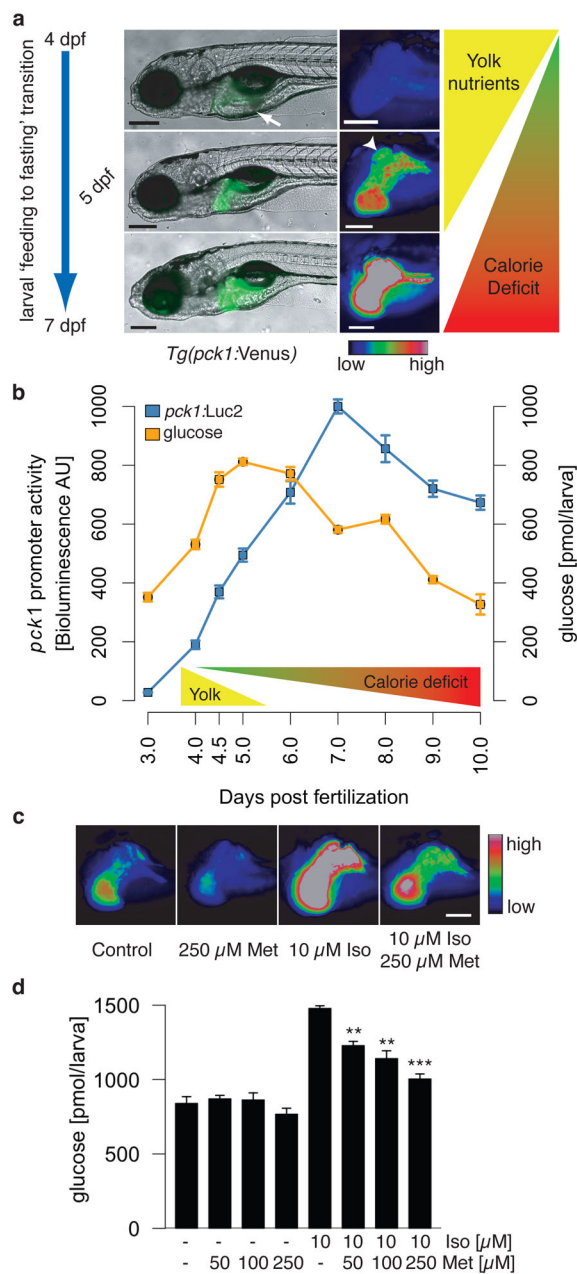 a
4 dpf
larval 'feeding to fasting' transition
5 dpf
7 dpf
Yolk
nutrients
Calorie
Deficit
Tg(pck1:Venus)
low high
b
pck1:Luc2
glucose
pck1 promoter activity
[Bioluminescence AU]
0 200 400 600 800 1000
glucose [pmol/larva]
0 200 400 600 800 1000
Yolk
Calorie deficit
3.0 4.0 4.5 5.0 6.0 7.0 8.0 9.0 10.0
Days post fertilization
c
high
low
Control
250 µM Met
10 µM Iso
10 µM Iso
250 µM Met
d
glucose [pmol/larva]
1500
1000
500
0
** ** ***
- - - - 10 10 10 10 Iso [µM]
- 50 100 250 - 50 100 250 Met [µM]